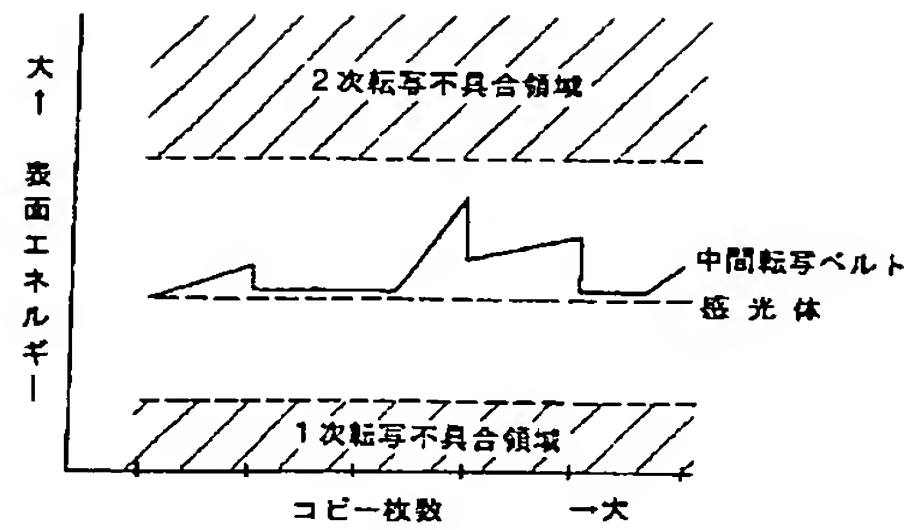 2次転写不具合領域
大↑ 表面エネルギー
中間転写ベルト
感光体
1次転写不具合領域
コピー枚数 →大